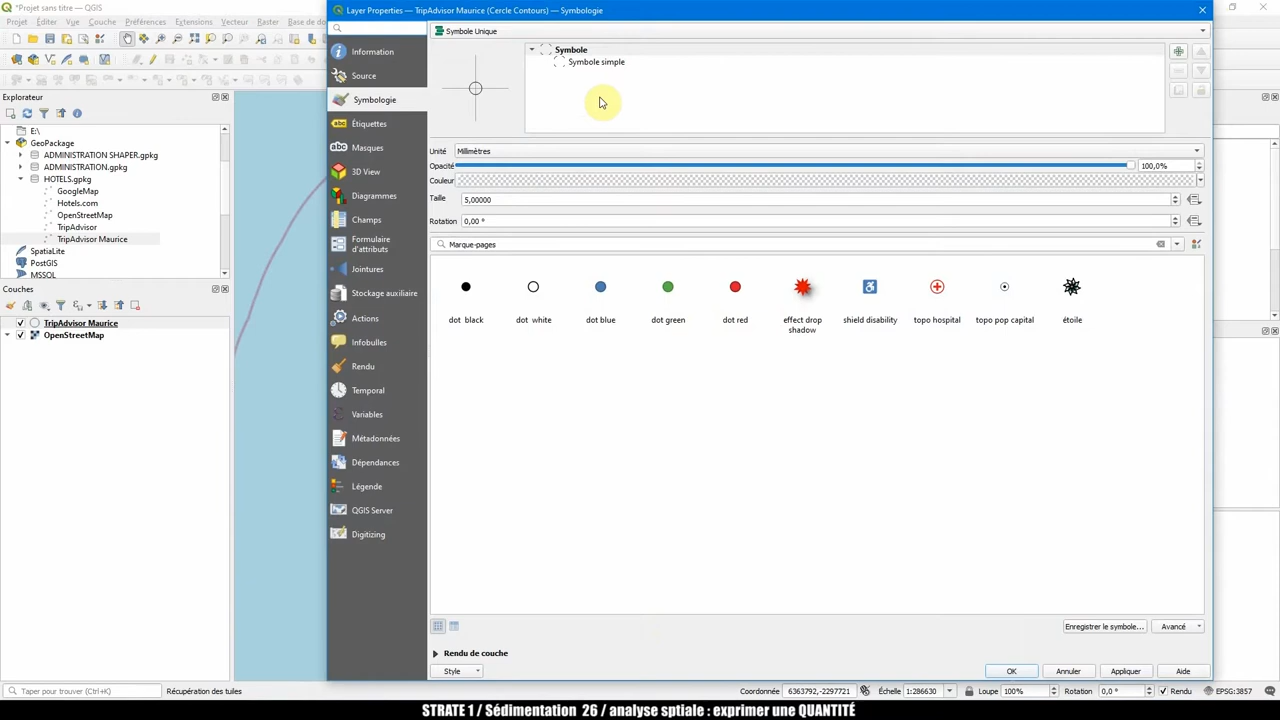 *Projet sans titre — QGIS
Projet Éditer Vue Couche Préférences Extensions Vecteur Raster Base de do
Explorateur
E:\
GeoPackage
ADMINISTRATION SHAPER.gpkg
ADMINISTRATION.gpkg
HOTELS.gpkg
GoogleMap
Hotels.com
OpenStreetMap
TripAdvisor
TripAdvisor Maurice
SpatiaLite
PostGIS
MSSQL
Couches
TripAdvisor Maurice
OpenStreetMap
Layer Properties — TripAdvisor Maurice (Cercle Contours) — Symbologie
Information
Source
Symbologie
Étiquettes
Masques
3D View
Diagrammes
Champs
Formulaire
d'attributs
Jointures
Stockage auxiliaire
Actions
Infobulles
Rendu
Temporal
Variables
Métadonnées
Dépendances
Légende
QGIS Server
Digitizing
Symbole Unique
Symbole
Symbole simple
Unité Millimètres
Opacité 100,0%
Couleur
Taille 5,00000
Rotation 0,00 °
Marque-pages
dot black dot white dot blue dot green dot red effect drop shadow shield disability topo hospital topo pop capital étoile
Enregistrer le symbole... Avancé
Rendu de couche
Style OK Annuler Appliquer Aide
Taper pour trouver (Ctrl+K) Récupération des tuiles Coordonnée 6363792,-2297721 Échelle 1:286630 Loupe 100% Rotation 0,0 ° Rendu EPSG:3857
STRATE 1 / Sédimentation 26 / analyse sptiale : exprimer une QUANTITÉ